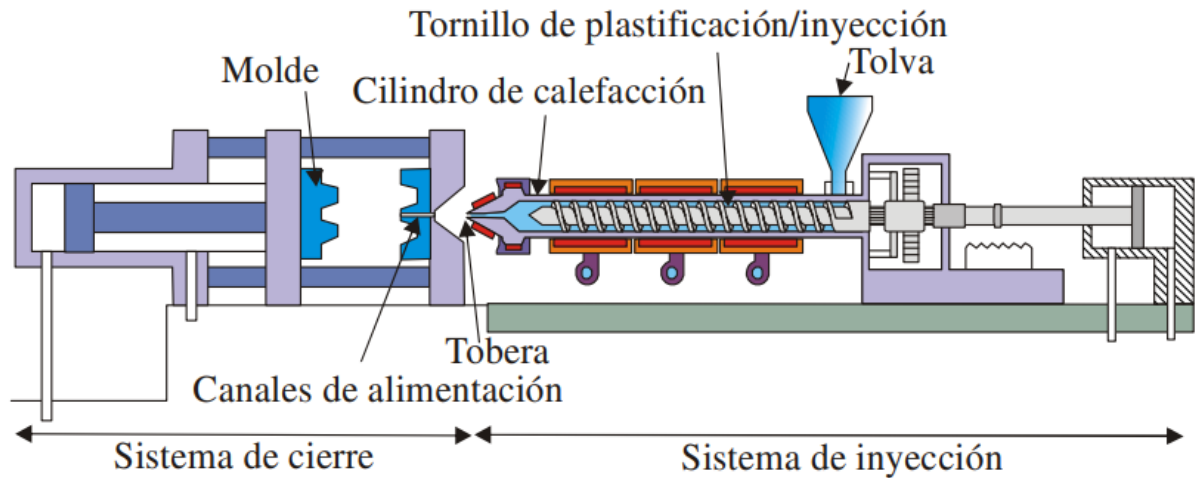 Tornillo de plastificación/inyección
Tolva
Molde
Cilindro de calefacción
Tobera
Canales de alimentación
Sistema de cierre
Sistema de inyección